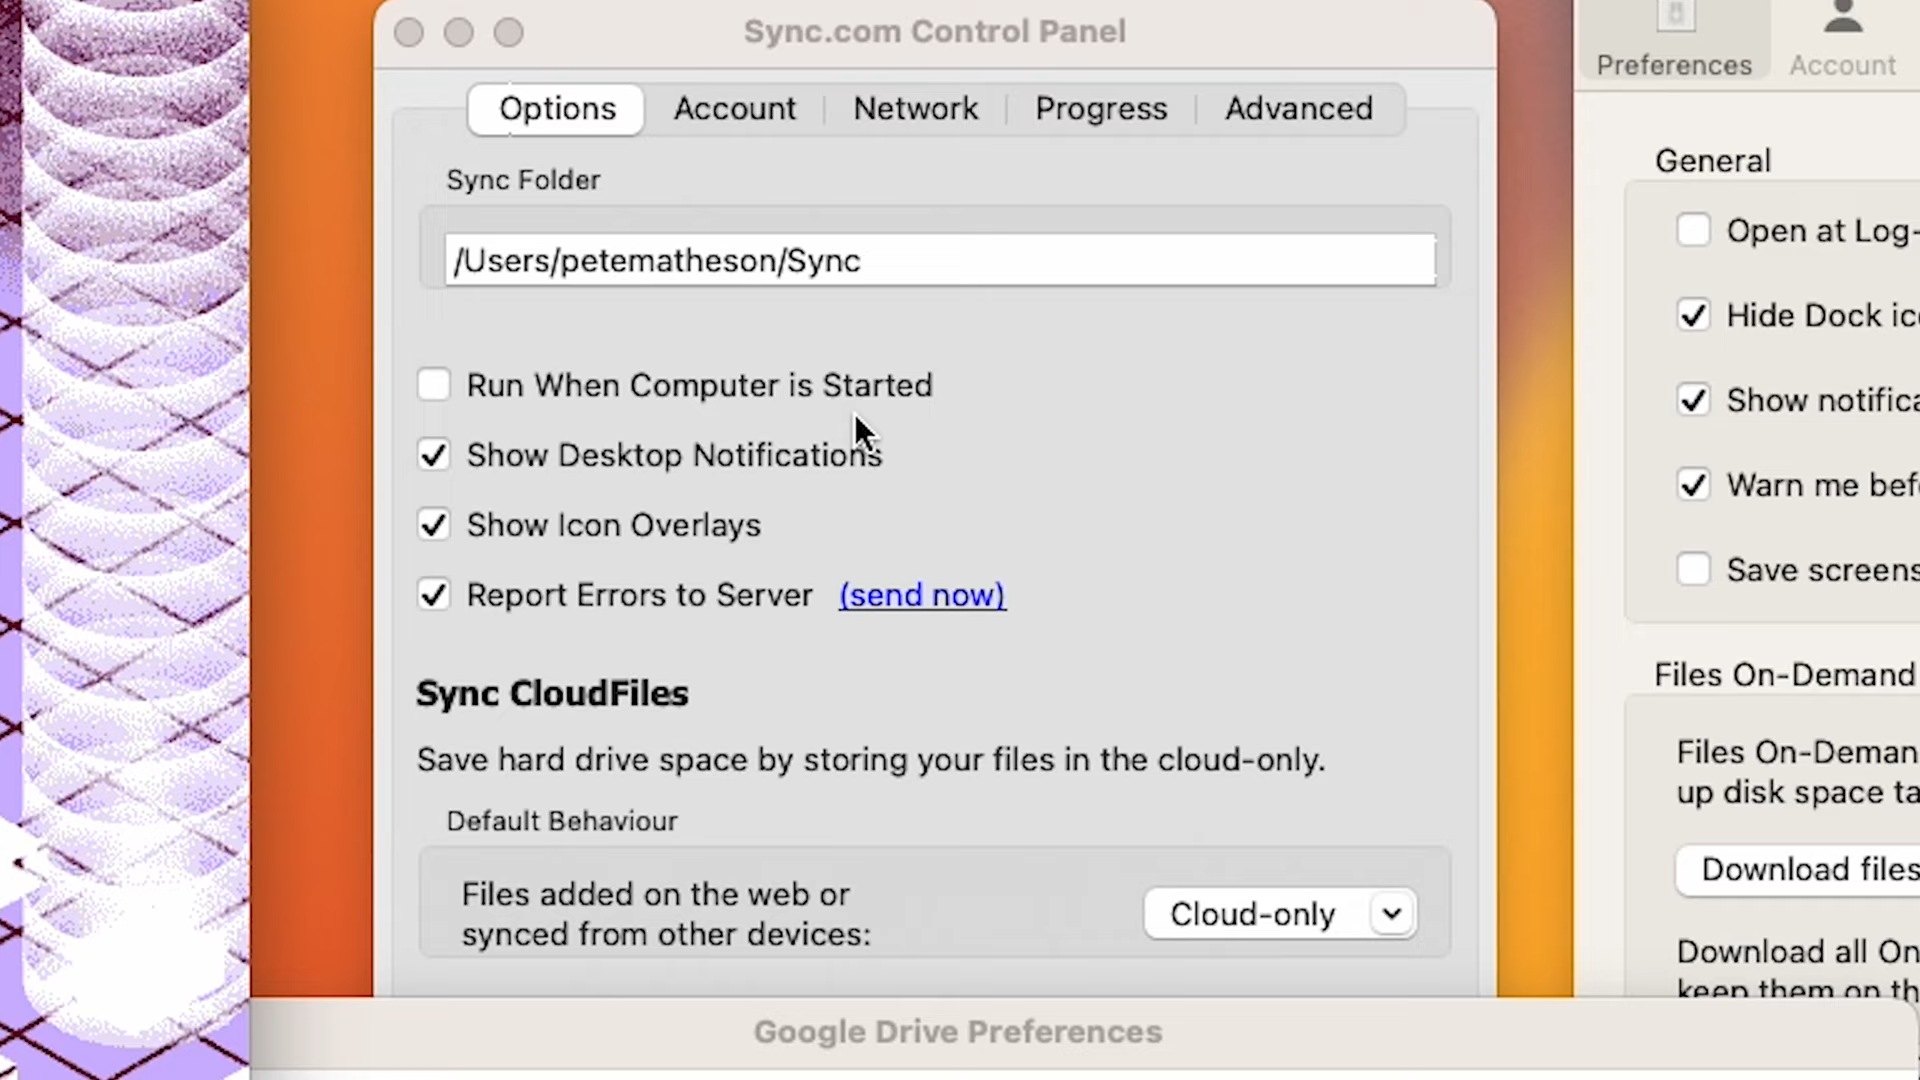 Sync.com Control Panel
Options
Account
Network
Progress
Advanced
Sync Folder
/Users/petematheson/Sync
Run When Computer is Started
Show Desktop Notifications
Show Icon Overlays
Report Errors to Server (send now)
Sync CloudFiles
Save hard drive space by storing your files in the cloud-only.
Default Behaviour
Files added on the web or
synced from other devices:
Cloud-only
Google Drive Preferences
Preferences
Account
General
Open at Log-
Hide Dock ic
Show notifica
Warn me bef
Save screens
Files On-Demand
Files On-Deman
up disk space ta
Download files
Download all On
keep them on th